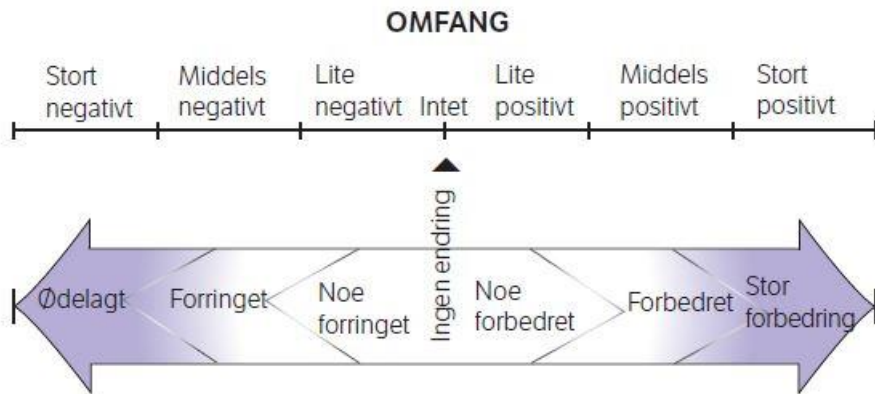 OMFANG
Stort
negativt
Middels
negativt
Lite
negativt
Intet
Lite
positivt
Middels
positivt
Stort
positivt
Ingen endring
Ødelagt
Forringet
Noe
forringet
Noe
forbedret
Forbedret
Stor
forbedring